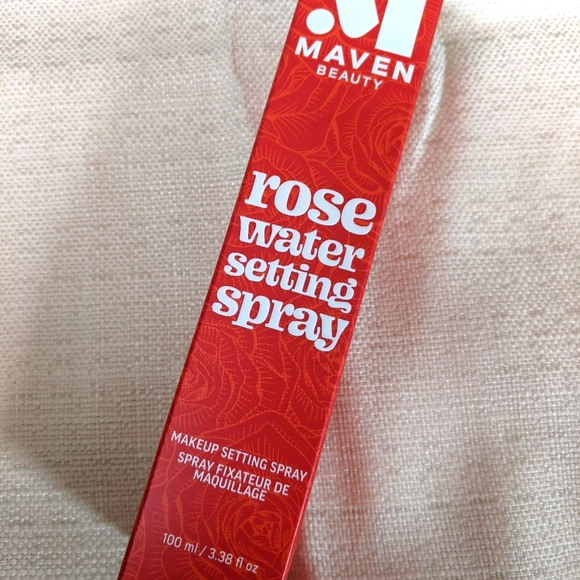 M
MAVEN
BEAUTY
rose
water
setting
spray
MAKEUP SETTING SPRAY
SPRAY FIXATEUR DE
MAQUILLAGE
100 ml / 3.38 fl oz